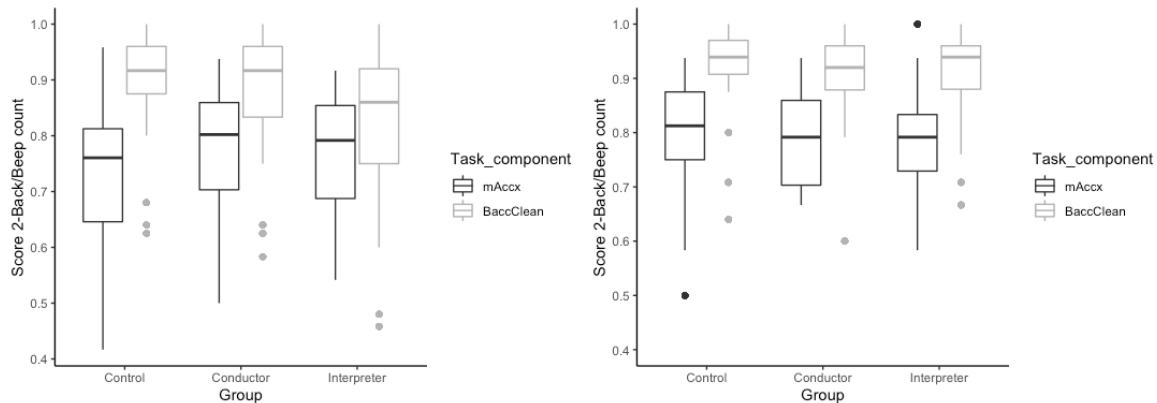 Score 2-Back/Beep count
1.0
0.9
0.8
0.7
0.6
0.5
0.4
Control
Conductor
Interpreter
Group
Task_component
mAccx
BaccClean
Score 2-Back/Beep count
1.0
0.9
0.8
0.7
0.6
0.5
0.4
Control
Conductor
Interpreter
Group
Task_component
mAccx
BaccClean